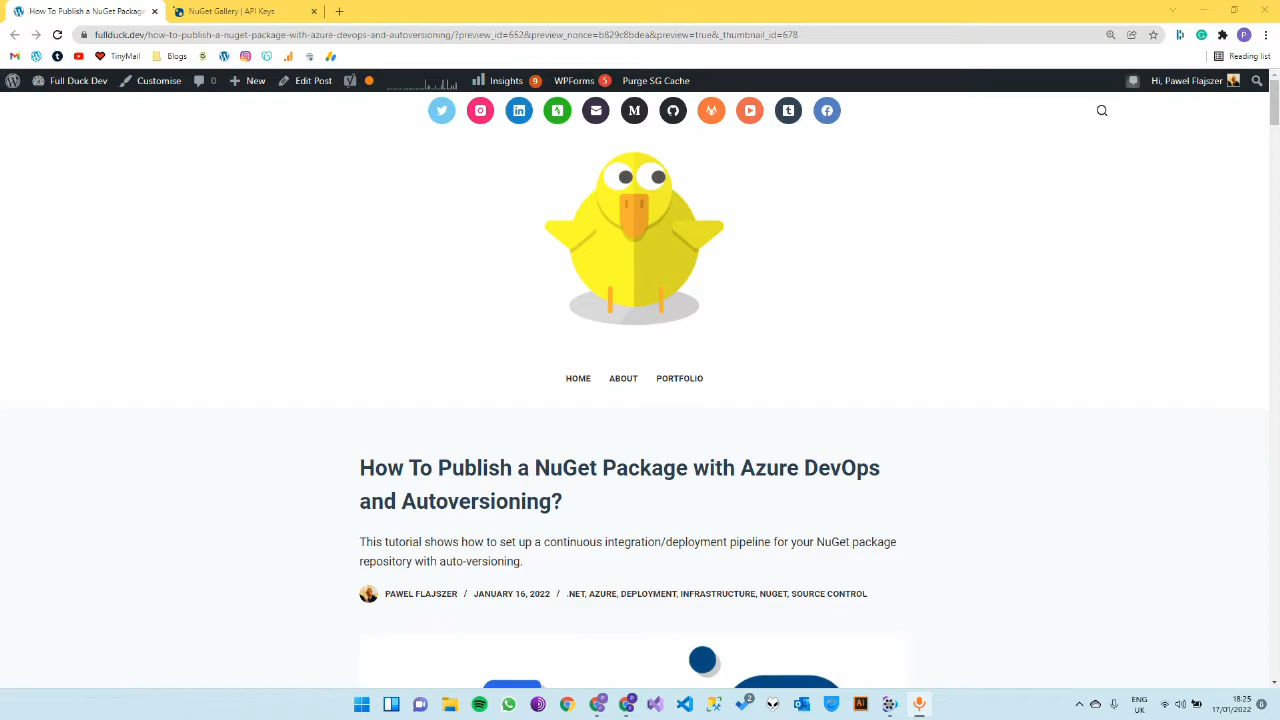 How To Publish a NuGet Package
NuGet Gallery | API Keys
fullduck.dev/how-to-publish-a-nuget-package-with-azure-devops-and-autoversioning/?preview_id=652&preview_nonce=b829c8bdea&preview=true&_thumbnail_id=678
TinyMail
Blogs
Reading list
Full Duck Dev
Customise
0
New
Edit Post
Insights 9
WPForms 5
Purge SG Cache
Hi, Pawel Flajszer
HOME ABOUT PORTFOLIO
How To Publish a NuGet Package with Azure DevOps
and Autoversioning?
This tutorial shows how to set up a continuous integration/deployment pipeline for your NuGet package
repository with auto-versioning.
PAWEL FLAJSZER / JANUARY 16, 2022 / .NET, AZURE, DEPLOYMENT, INFRASTRUCTURE, NUGET, SOURCE CONTROL
ENG
UK
18:25
17/01/2022